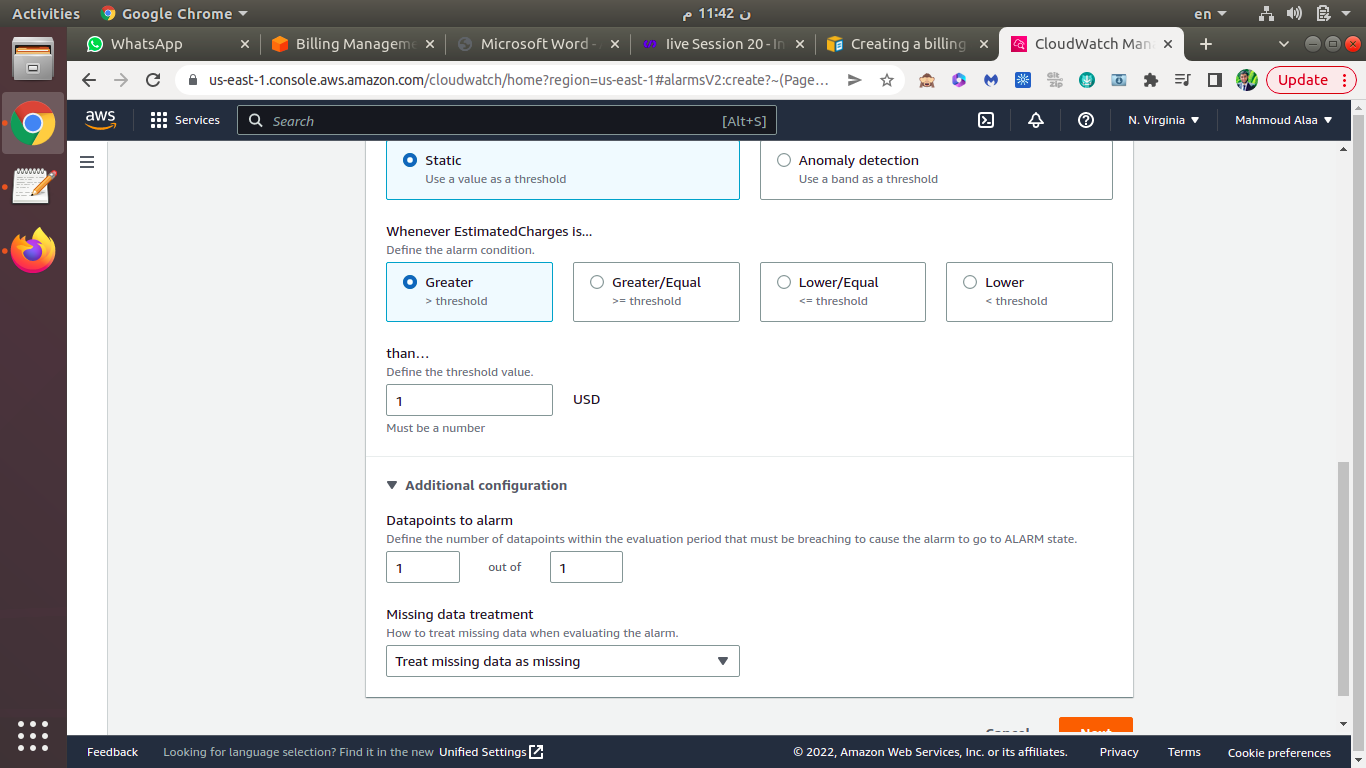 Activities
Google Chrome
ن 11:42 م
en
WhatsApp
Billing Manageme
Microsoft Word -
live Session 20 - In
Creating a billing
CloudWatch Man
us-east-1.console.aws.amazon.com/cloudwatch/home?region=us-east-1#alarmsV2:create?~(Page...
Git
Zip
Update
aws
Services
Search
[Alt+S]
N. Virginia
Mahmoud Alaa
Static
Use a value as a threshold
Anomaly detection
Use a band as a threshold
Whenever EstimatedCharges is...
Define the alarm condition.
Greater
> threshold
Greater/Equal
>= threshold
Lower/Equal
<= threshold
Lower
< threshold
than...
Define the threshold value.
1
USD
Must be a number
Additional configuration
Datapoints to alarm
Define the number of datapoints within the evaluation period that must be breaching to cause the alarm to go to ALARM state.
1 out of 1
Missing data treatment
How to treat missing data when evaluating the alarm.
Treat missing data as missing
Cancel
Next
Feedback
Looking for language selection? Find it in the new Unified Settings
© 2022, Amazon Web Services, Inc. or its affiliates.
Privacy
Terms
Cookie preferences